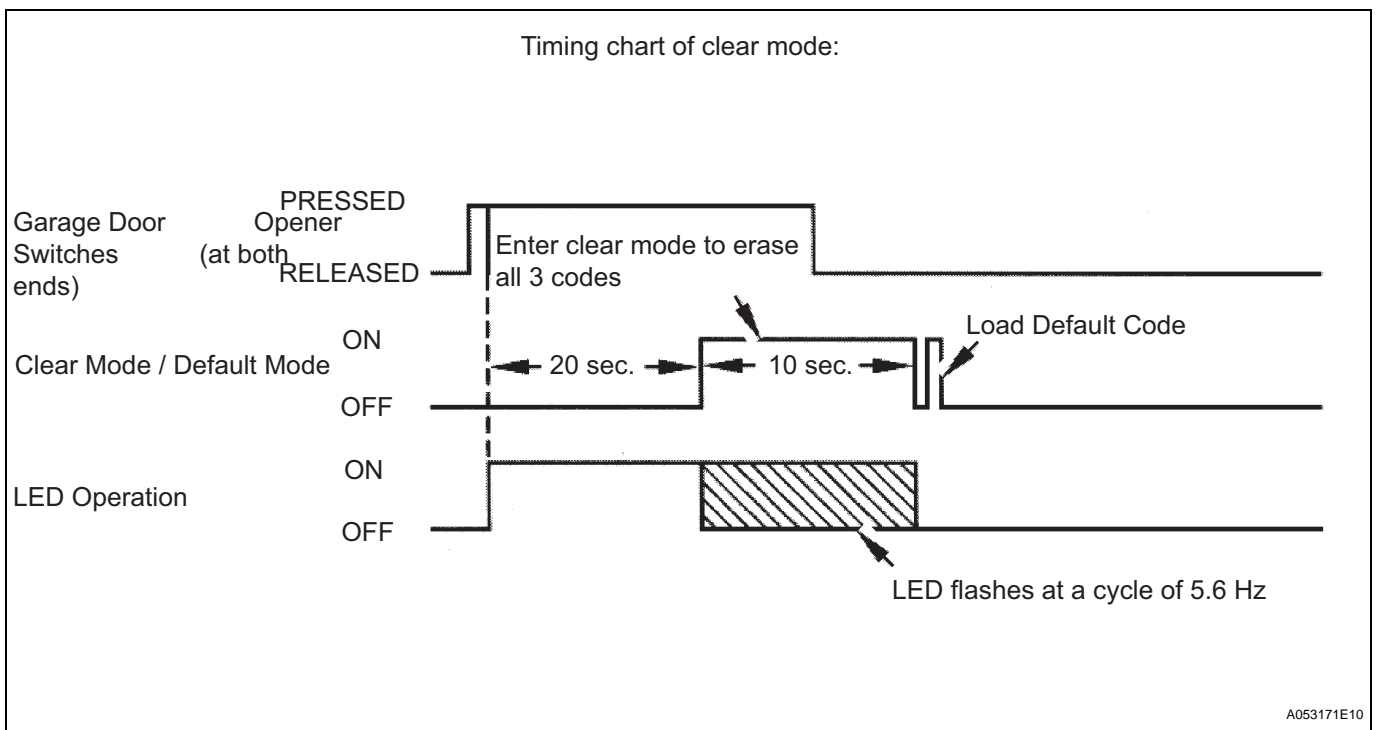 Timing chart of clear mode:
Garage Door Opener
Switches (at both
ends)
PRESSED
RELEASED
Enter clear mode to erase
all 3 codes
Clear Mode / Default Mode
ON
OFF
20 sec.
10 sec.
Load Default Code
LED Operation
ON
OFF
LED flashes at a cycle of 5.6 Hz
A053171E10